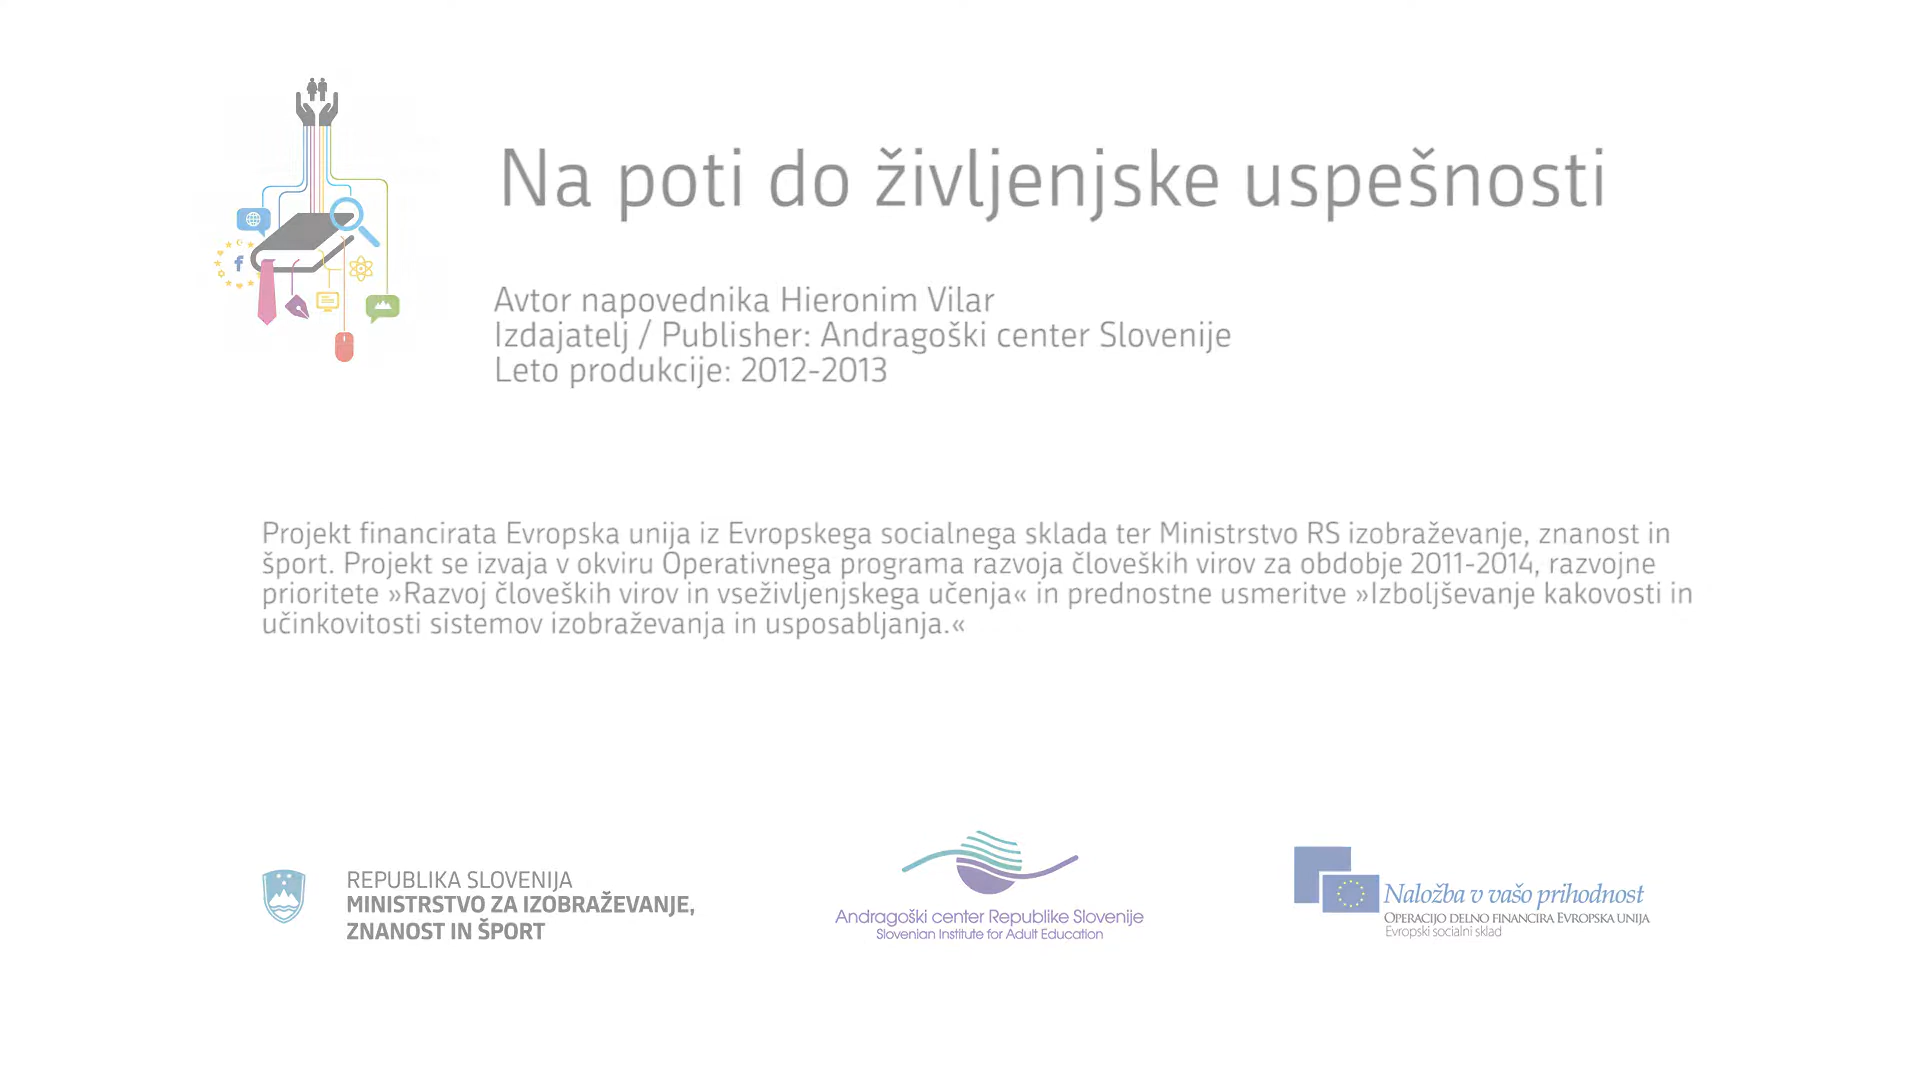 Na poti do življenjske uspešnosti
Avtor napovednika Hieronim Vilar
Izdajatelj / Publisher: Andragoški center Slovenije
Leto produkcije: 2012-2013
Projekt financirata Evropska unija iz Evropskega socialnega sklada ter Ministrstvo RS izobraževanje, znanost in
šport. Projekt se izvaja v okviru Operativnega programa razvoja človeških virov za obdobje 2011-2014, razvojne
prioritete »Razvoj človeških virov in vseživljenjskega učenja« in prednostne usmeritve »Izboljševanje kakovosti in
učinkovitosti sistemov izobraževanja in usposabljanja.«
REPUBLIKA SLOVENIJA
MINISTRSTVO ZA IZOBRAŽEVANJE,
ZNANOST IN ŠPORT
Andragoški center Republike Slovenije
Slovenian Institute for Adult Education
Naložba v vašo prihodnost
OPERACIJO DELNO FINANCIRA EVROPSKA UNIJA
Evropski socialni sklad